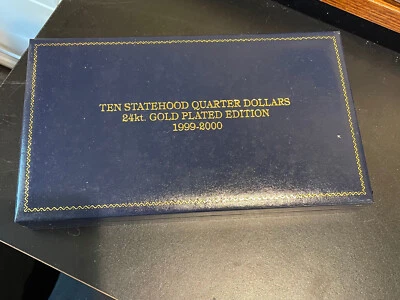 TEN STATEHOOD QUARTER DOLLARS
24kt. GOLD PLATED EDITION
1999-2000